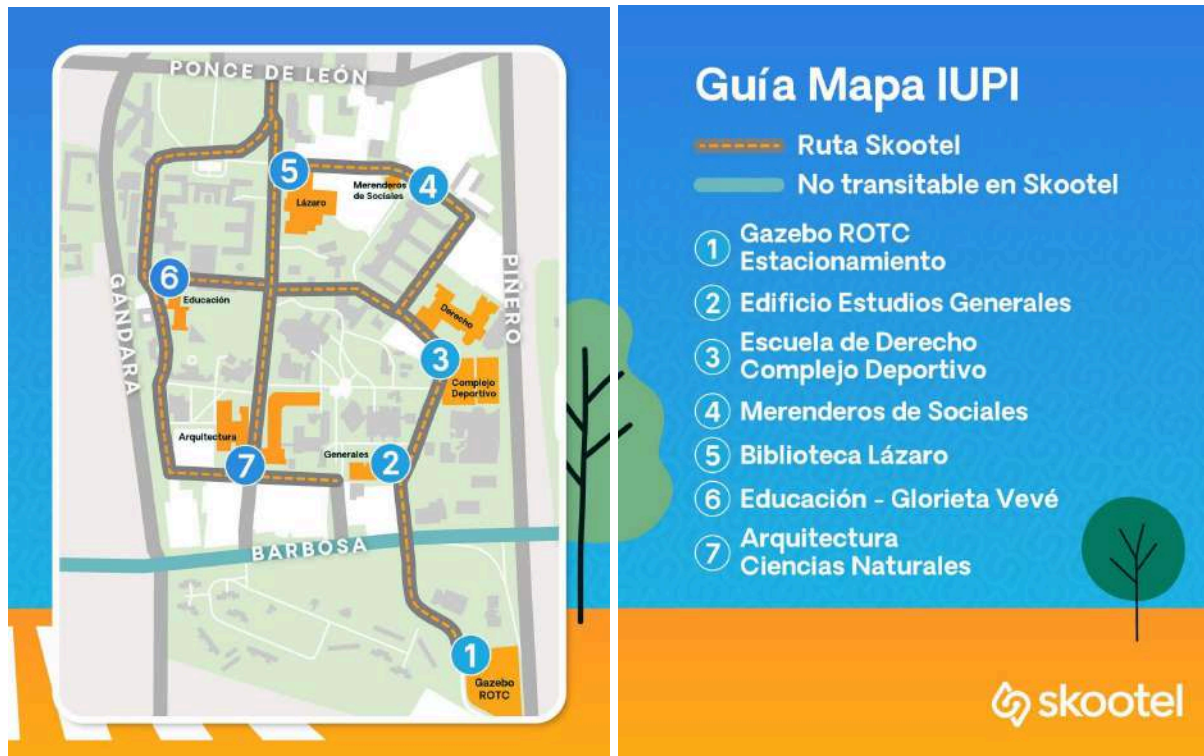 PONCE DE LEÓN
5
Lázaro
Merenderos
de Sociales
4
6
Educación
GÁNDARA
PIÑERO
Derecho
3
Complejo
Deportivo
Arquitectura
7
Generales
2
BARBOSA
1
Gazebo
ROTC
Guía Mapa IUPI
Ruta Skootel
No transitable en Skootel
1 Gazebo ROTC
Estacionamiento
2 Edificio Estudios Generales
3 Escuela de Derecho
Complejo Deportivo
4 Merenderos de Sociales
5 Biblioteca Lázaro
6 Educación - Glorieta Vevé
7 Arquitectura
Ciencias Naturales
skootel